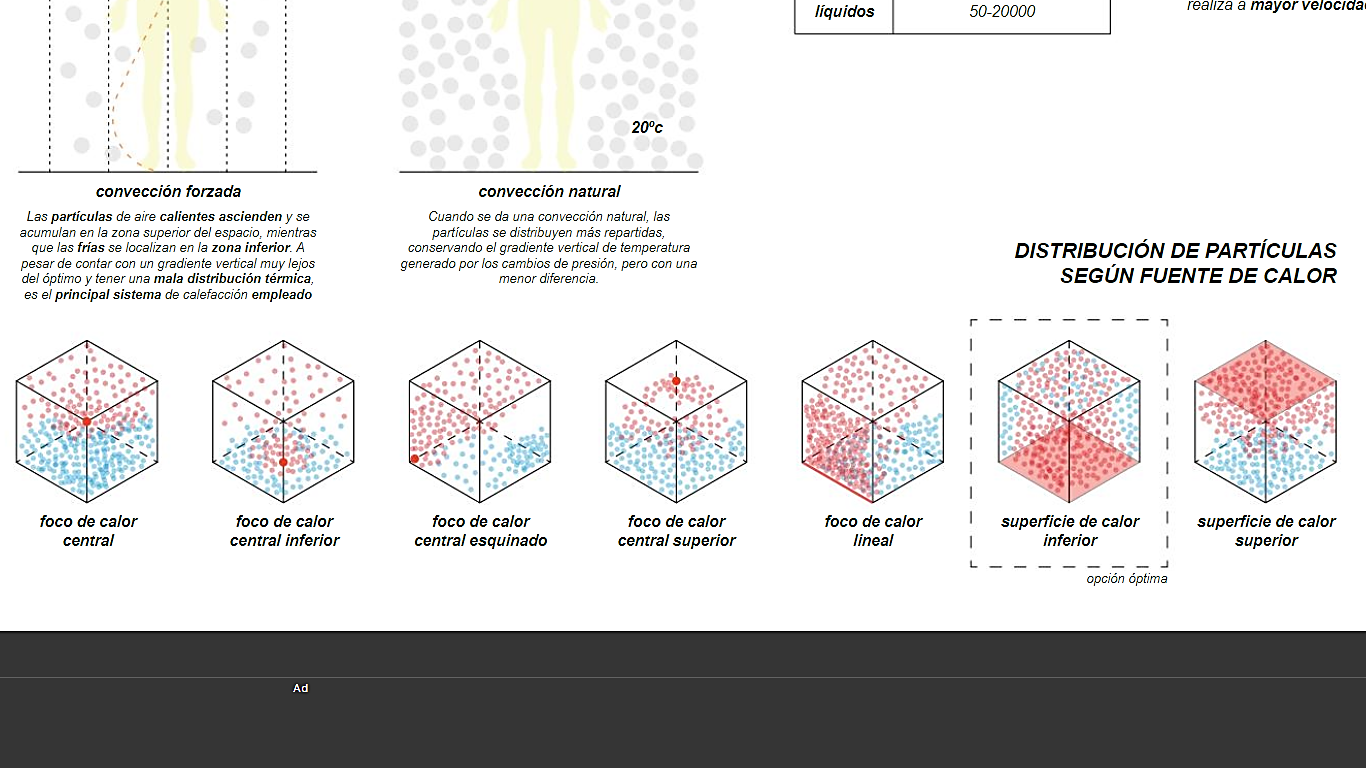 líquidos 50-20000
realiza a mayor
20ºc
convección forzada
Las partículas de aire calientes ascienden y se
acumulan en la zona superior del espacio, mientras
que las frías se localizan en la zona inferior. A
pesar de contar con un gradiente vertical muy lejos
del óptimo y tener una mala distribución térmica,
es el principal sistema de calefacción empleado
convección natural
Cuando se da una convección natural, las
partículas se distribuyen más repartidas,
conservando el gradiente vertical de temperatura
generado por los cambios de presión, pero con una
menor diferencia.
DISTRIBUCIÓN DE PARTÍCULAS
SEGÚN FUENTE DE CALOR
foco de calor
central
foco de calor
central inferior
foco de calor
central esquinado
foco de calor
central superior
foco de calor
lineal
superficie de calor
inferior
superficie de calor
superior
opción óptima
Ad